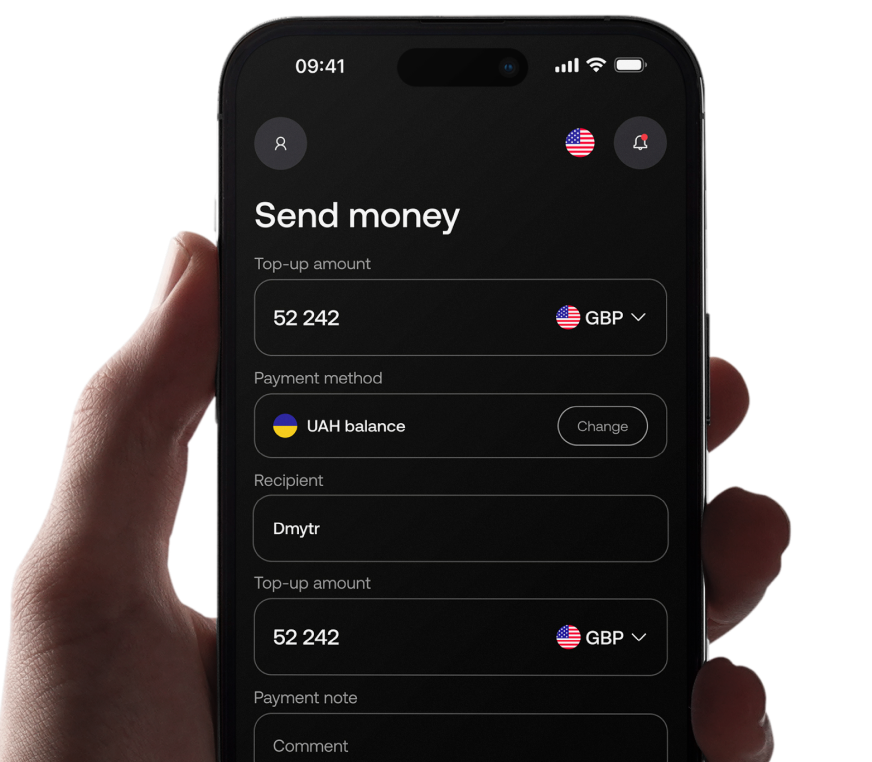 09:41
Send money
Top-up amount
52 242 GBP
Payment method
UAH balance Change
Recipient
Dmytr
Top-up amount
52 242 GBP
Payment note
Comment